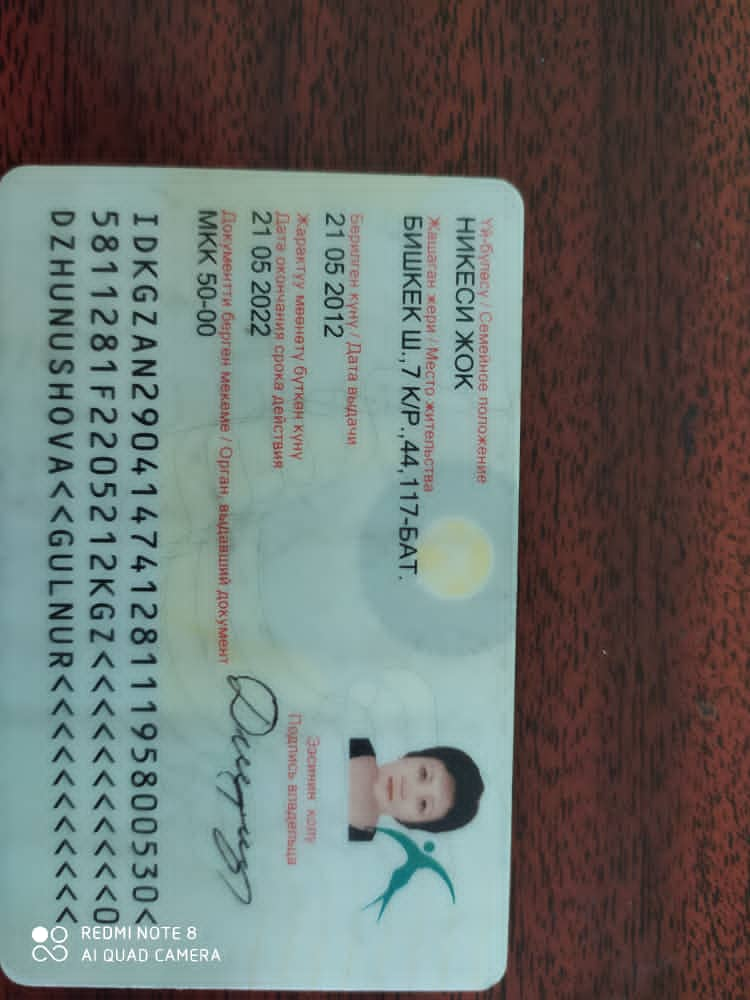 Үй-бүлөсү / Семейное положение
НИКЕСИ ЖОК
Жашаган жери / Место жительства
БИШКЕК Ш.,7 К/Р.,44,117-БАТ.
Берилген күнү / Дата выдачи
21 05 2012
Жарактуу мөөнөтү бүткөн күнү
Дата окончания срока действия
21 05 2022
Документти берген мекеме / Орган, выдавший документ
МКК 50-00
Ээсинин колу
Подпись владельца
IDKGZAN2904147412811195800530<
5811281F2205212KGZ<<<<<<<<<<<0
DZHUNUSHOVA<<GULNUR<<<<<<<<<<<
REDMI NOTE 8
AI QUAD CAMERA